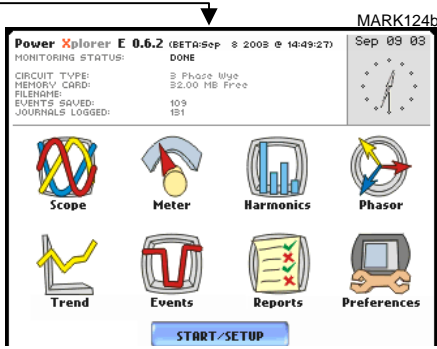 MARK124b
Power Xplorer E 0.6.2 (BETA:Sep 8 2003 @ 14:49:27)
Sep 09 03
MONITORING STATUS: DONE
CIRCUIT TYPE: 3 Phase Wye
MEMORY CARD: 32.00 MB Free
FILENAME:
EVENTS SAVED: 109
JOURNALS LOGGED: 131
Scope Meter Harmonics Phasor
Trend Events Reports Preferences
START/SETUP